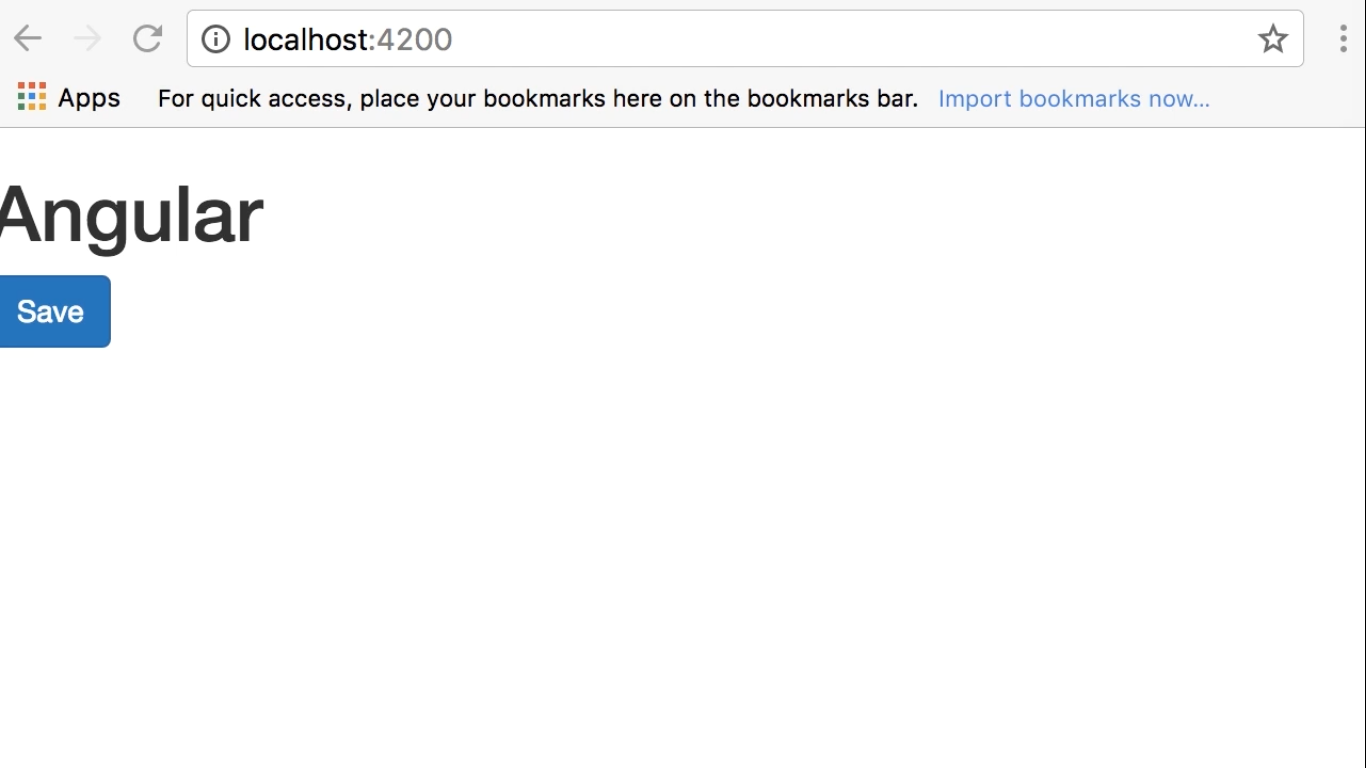 localhost:4200
Apps For quick access, place your bookmarks here on the bookmarks bar. Import bookmarks now...
Angular
Save